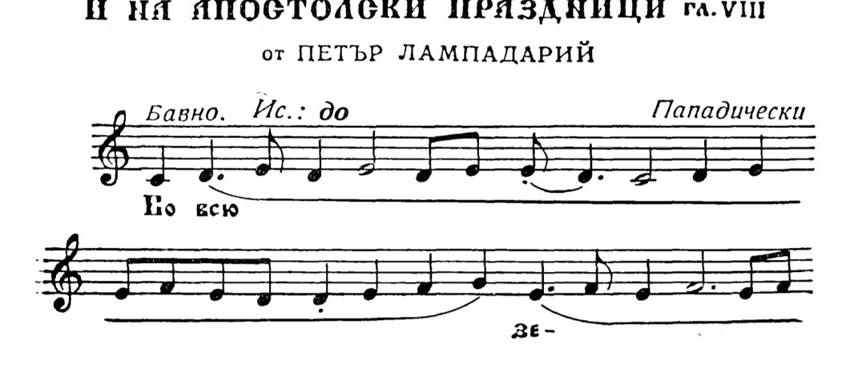 И НА АПОСТОЛСКИ ПРАЗДНИЦИ гл. VIII
от ПЕТЪР ЛАМПАДАРИЙ
Бавно. Ис.: до Пападически
Во всю
зе-